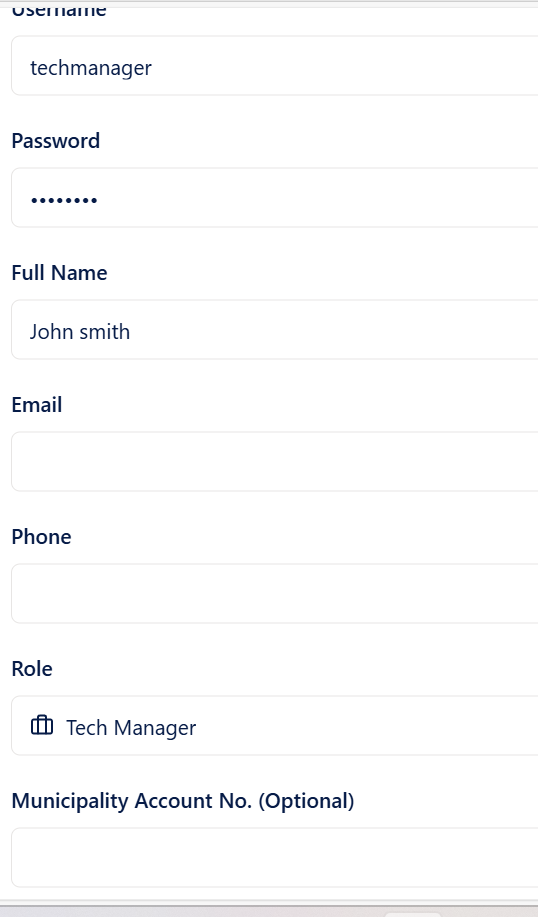 Username
techmanager
Password
••••••••
Full Name
John smith
Email
Phone
Role
Tech Manager
Municipality Account No. (Optional)